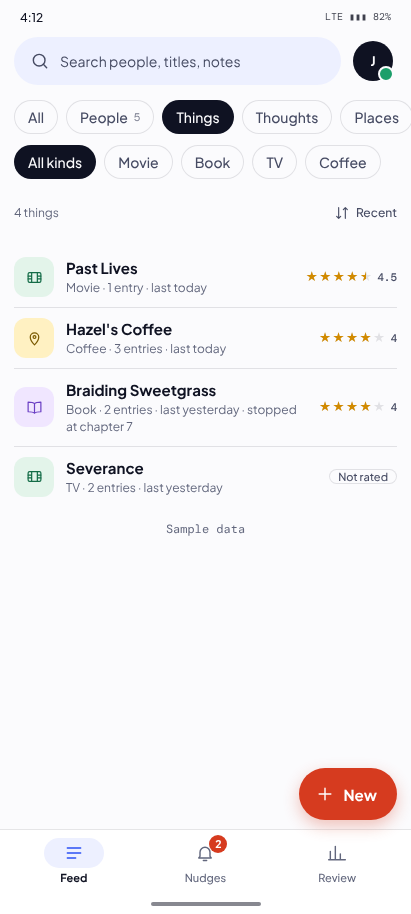 4:12
LTE ▮▮▮ 82%
Search people, titles, notes
J
All
People 5
Things
Thoughts
Places
All kinds
Movie
Book
TV
Coffee
4 things
Recent
Past Lives
Movie · 1 entry · last today
4.5
Hazel's Coffee
Coffee · 3 entries · last today
4
Braiding Sweetgrass
Book · 2 entries · last yesterday · stopped
at chapter 7
4
Severance
TV · 2 entries · last yesterday
Not rated
Sample data
New
2
Feed
Nudges
Review